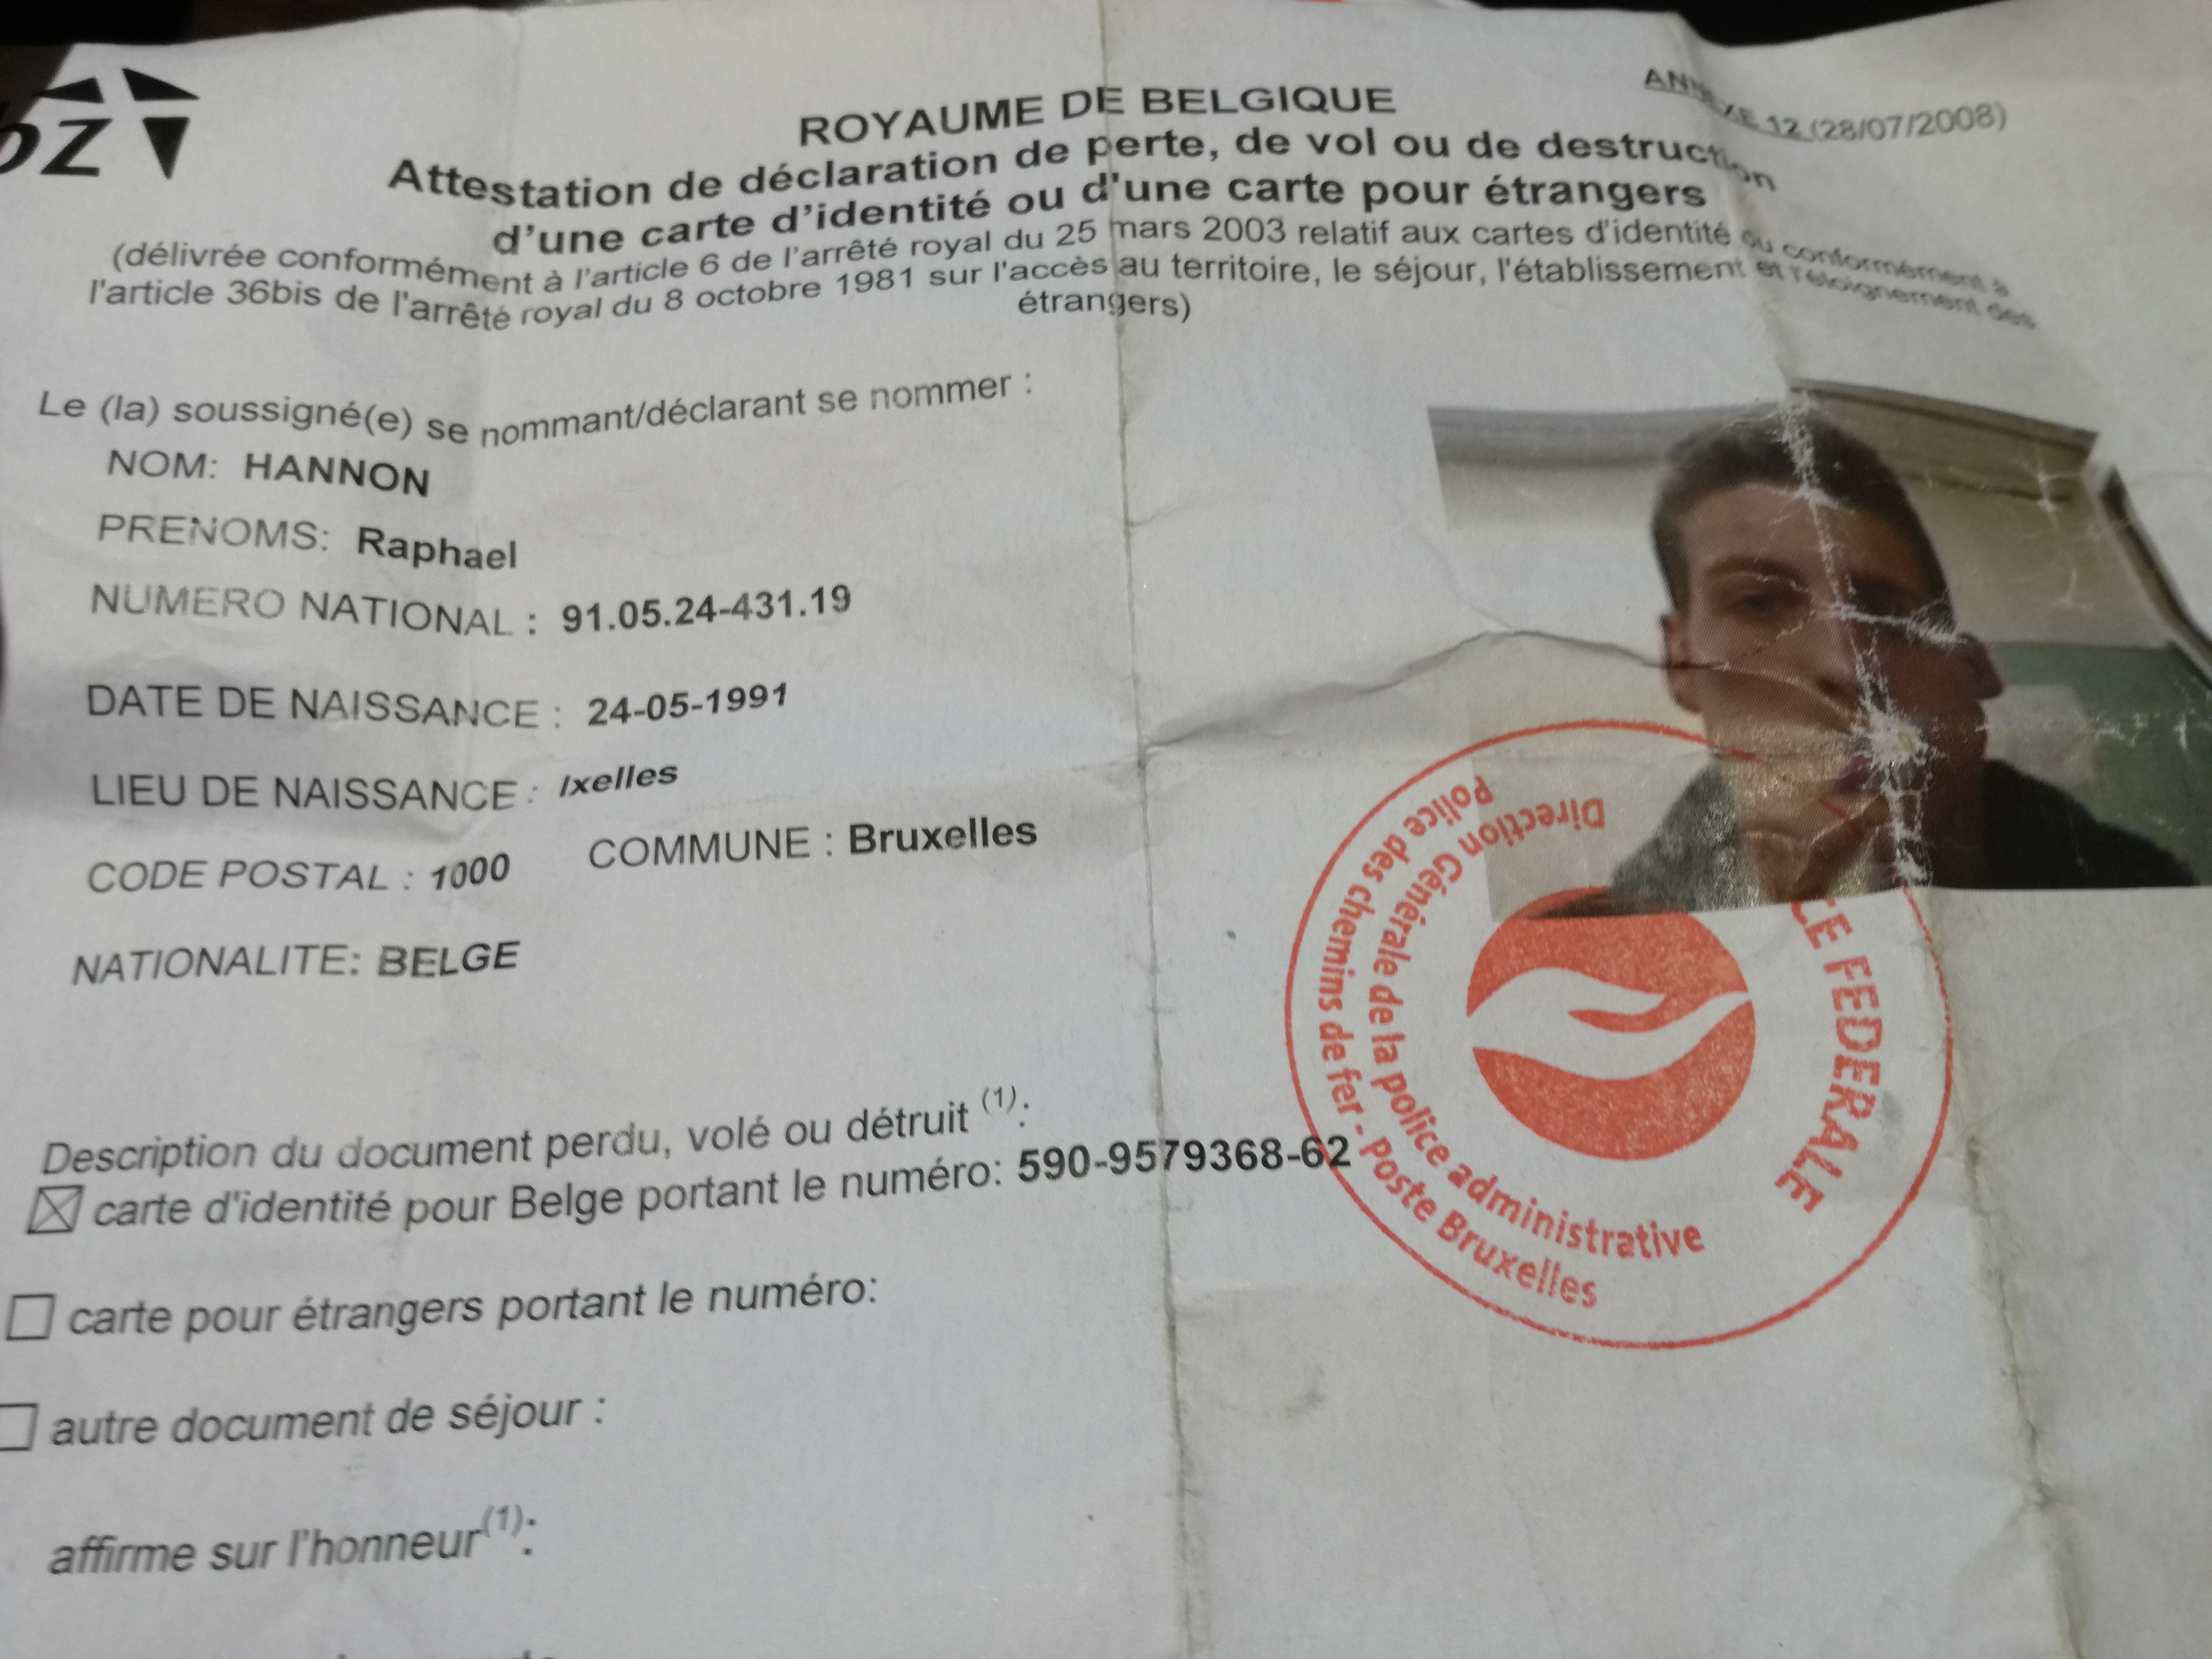 ROYAUME DE BELGIQUE
ANNEXE 12 (28/07/2008)
Attestation de déclaration de perte, de vol ou de destruction
d'une carte d'identité ou d'une carte pour étrangers
(délivrée conformément à l'article 6 de l'arrêté royal du 25 mars 2003 relatif aux cartes d'identité ou conformément à
l'article 36bis de l'arrêté royal du 8 octobre 1981 sur l'accès au territoire, le séjour, l'établissement et l'éloignement des
étrangers)
Le (la) soussigné(e) se nommant/déclarant se nommer :
NOM: HANNON
PRENOMS: Raphael
NUMERO NATIONAL : 91.05.24-431.19
DATE DE NAISSANCE : 24-05-1991
LIEU DE NAISSANCE : Ixelles
CODE POSTAL : 1000 COMMUNE : Bruxelles
NATIONALITE: BELGE
Description du document perdu, volé ou détruit (1):
carte d'identité pour Belge portant le numéro: 590-9579368-62
carte pour étrangers portant le numéro:
autre document de séjour :
affirme sur l'honneur(1):
Direction Générale de la police administrative
Police des chemins de fer - Poste Bruxelles
FEDERALE